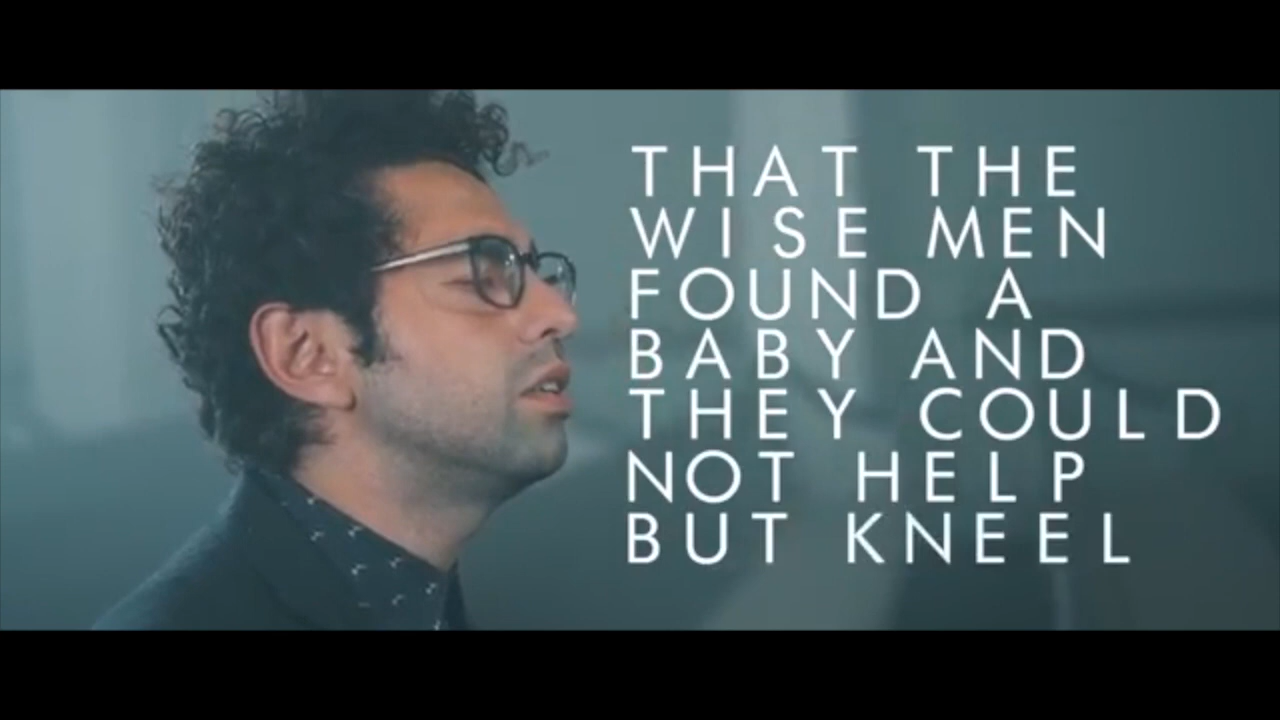 THAT THE
WISE MEN
FOUND A
BABY AND
THEY COULD
NOT HELP
BUT KNEEL